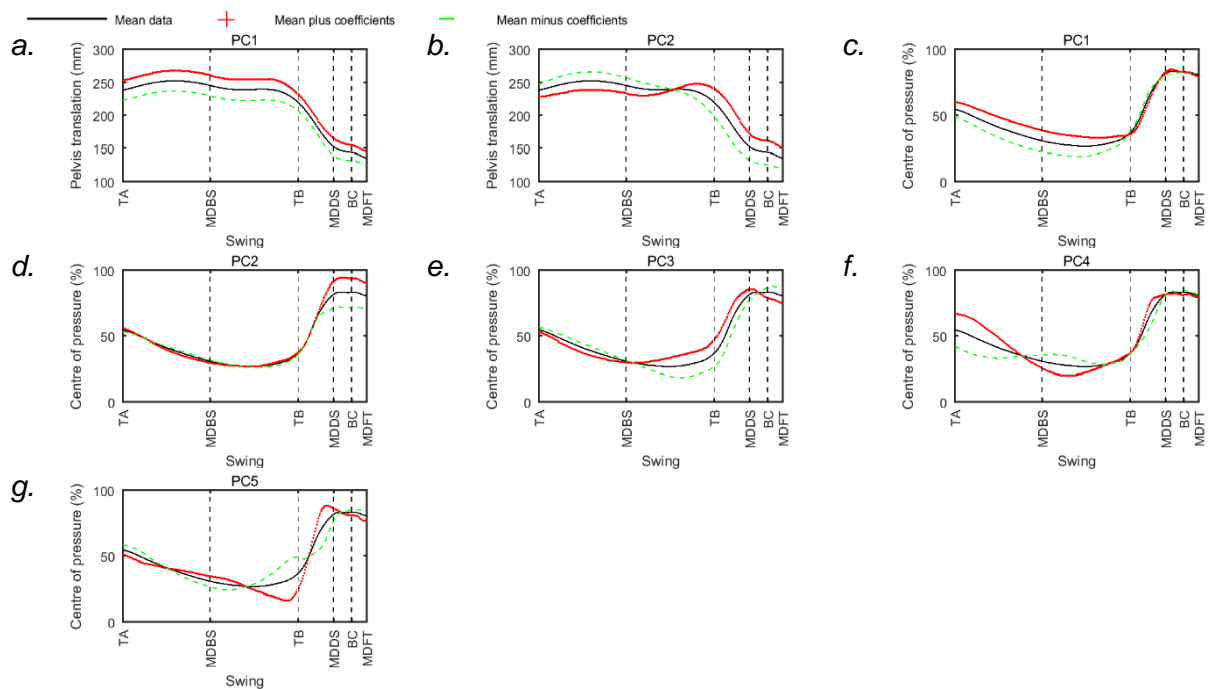 Mean data Mean plus coefficients Mean minus coefficients
a. PC1
Pelvis translation (mm)
300
250
200
150
100
TA MDBS TB MDDS BC MDFT
Swing
b. PC2
Pelvis translation (mm)
300
250
200
150
100
TA MDBS TB MDDS BC MDFT
Swing
c. PC1
Centre of pressure (%)
100
50
0
TA MDBS TB MDDS BC MDFT
Swing
d. PC2
Centre of pressure (%)
100
50
0
TA MDBS TB MDDS BC MDFT
Swing
e. PC3
Centre of pressure (%)
100
50
0
TA MDBS TB MDDS BC MDFT
Swing
f. PC4
Centre of pressure (%)
100
50
0
TA MDBS TB MDDS BC MDFT
Swing
g. PC5
Centre of pressure (%)
100
50
0
TA MDBS TB MDDS BC MDFT
Swing